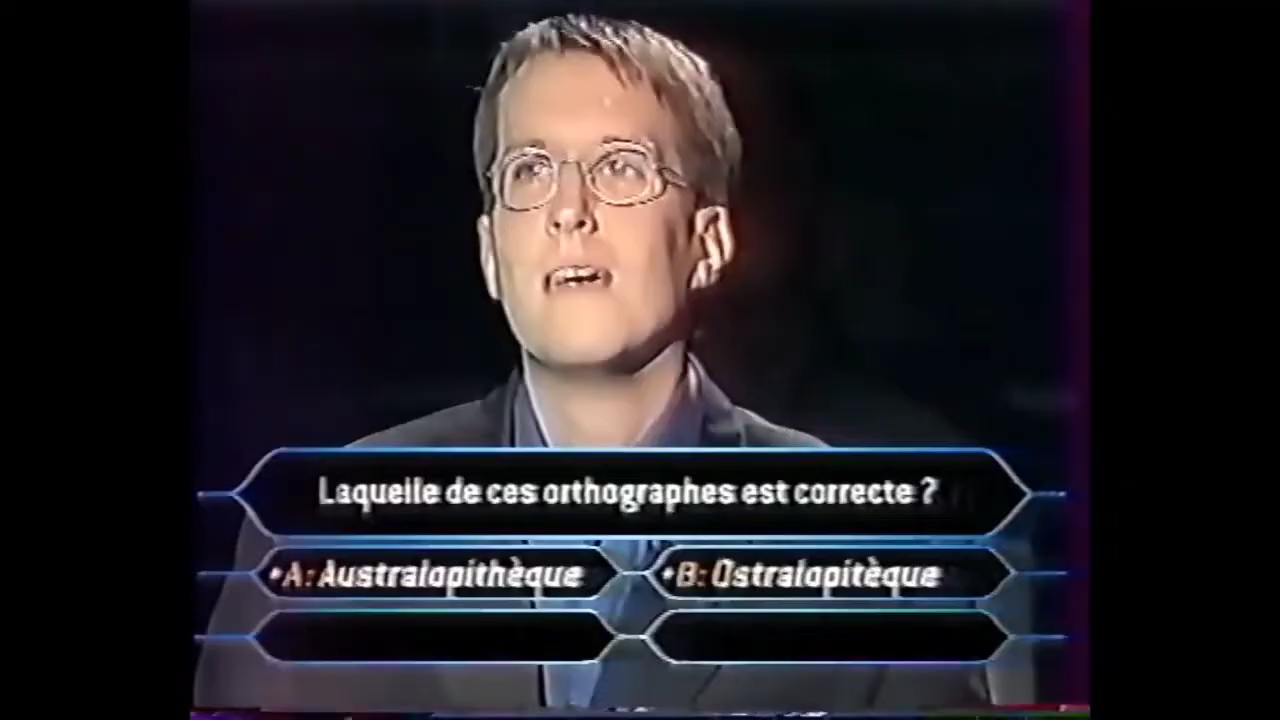 Laquelle de ces orthographes est correcte ?
•A: Australopithèque
•B: Ostralopitèque